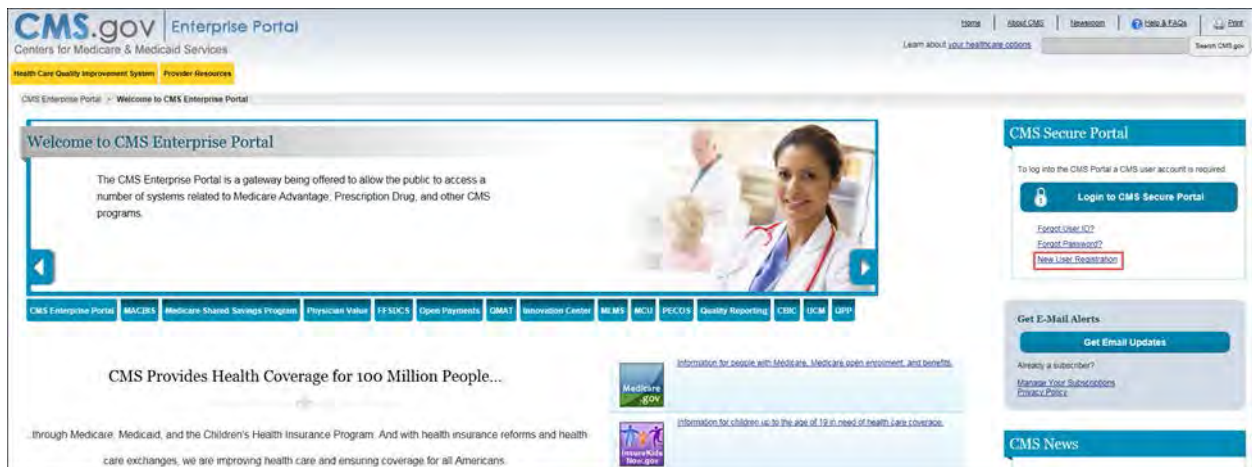 CMS.gov | Enterprise Portal
Centers for Medicare & Medicaid Services
Home | About CMS | Newsroom | Help & FAQs | Print
Learn about your healthcare options
Search CMS.gov
Health Care Quality Improvement System
Provider Resources
CMS Enterprise Portal > Welcome to CMS Enterprise Portal
Welcome to CMS Enterprise Portal
The CMS Enterprise Portal is a gateway being offered to allow the public to access a
number of systems related to Medicare Advantage, Prescription Drug, and other CMS
programs.
CMS Enterprise Portal
MACBIS
Medicare Shared Savings Program
Physician Value
FFSDCS
Open Payments
QMAT
Innovation Center
MLMS
MCU
PECOS
Quality Reporting
CBIC
UCM
QPP
CMS Provides Health Coverage for 100 Million People...
...through Medicare, Medicaid, and the Children's Health Insurance Program. And with health insurance reforms and health
care exchanges, we are improving health care and ensuring coverage for all Americans.
Medicare
.gov
Information for people with Medicare, Medicare open enrolment, and benefits.
InsureKids
Now.gov
Information for children up to the age of 19 in need of health care coverage.
CMS Secure Portal
To log into the CMS Portal a CMS user account is required.
Login to CMS Secure Portal
Forgot User ID?
Forgot Password?
New User Registration
Get E-Mail Alerts
Get Email Updates
Already a subscriber?
Manage Your Subscriptions
Privacy Policy
CMS News